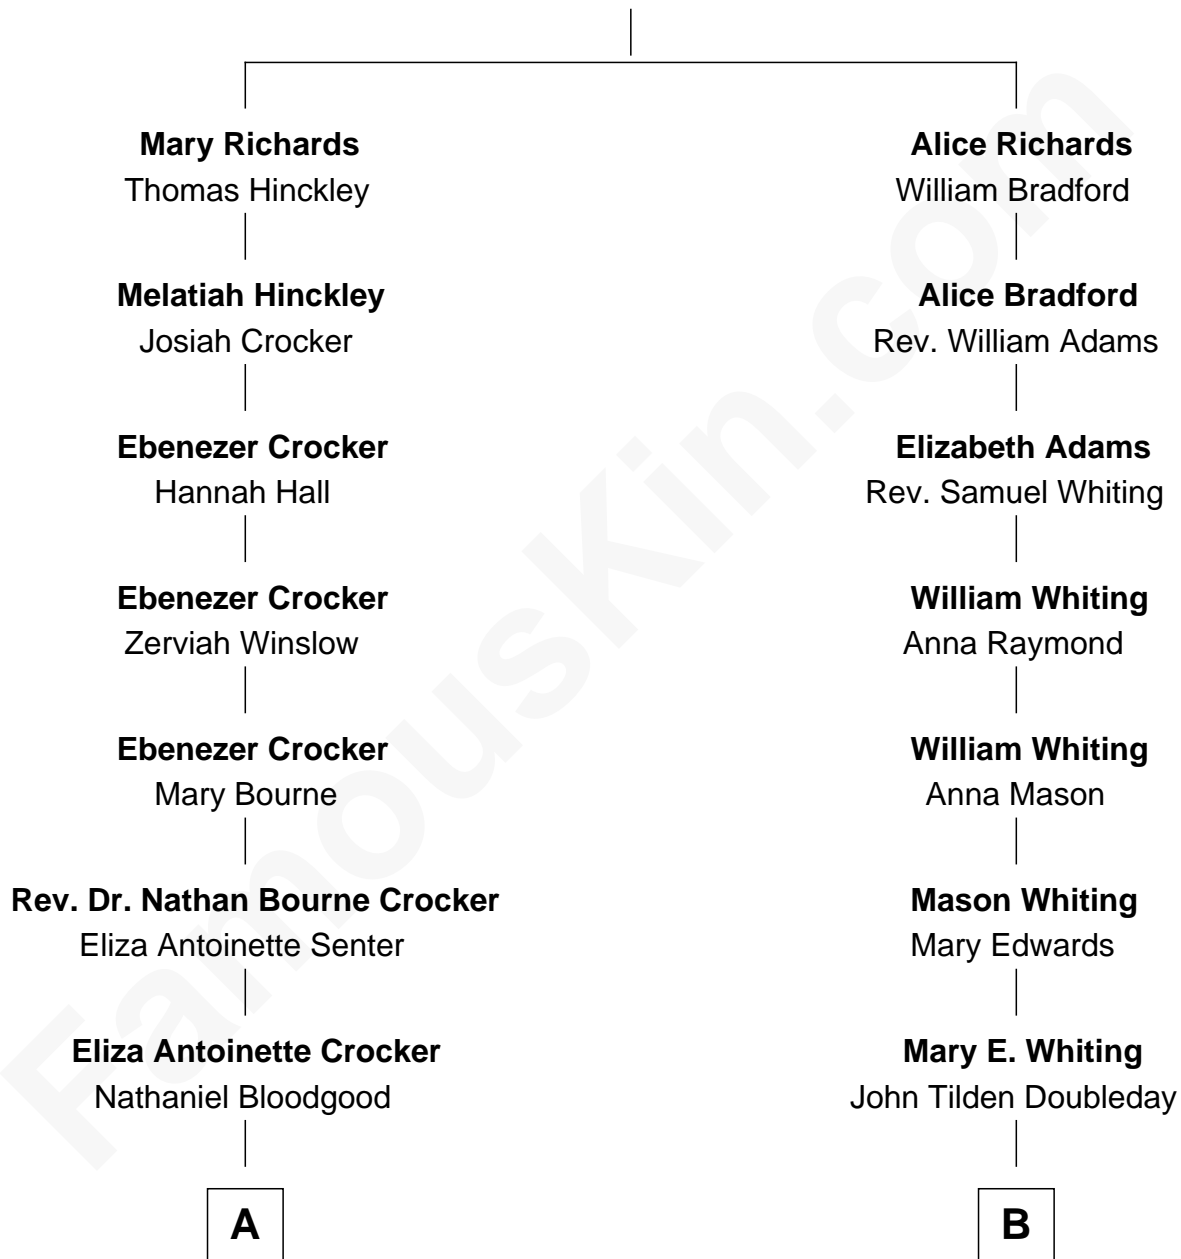 Mary Richards
Thomas Hinckley
Melatiah Hinckley
Josiah Crocker
Ebenezer Crocker
Hannah Hall
Ebenezer Crocker
Zerviah Winslow
Ebenezer Crocker
Mary Bourne
Rev. Dr. Nathan Bourne Crocker
Eliza Antoinette Senter
Eliza Antoinette Crocker
Nathaniel Bloodgood
A
Alice Richards
William Bradford
Alice Bradford
Rev. William Adams
Elizabeth Adams
Rev. Samuel Whiting
William Whiting
Anna Raymond
William Whiting
Anna Mason
Mason Whiting
Mary Edwards
Mary E. Whiting
John Tilden Doubleday
B
FamousKin.com